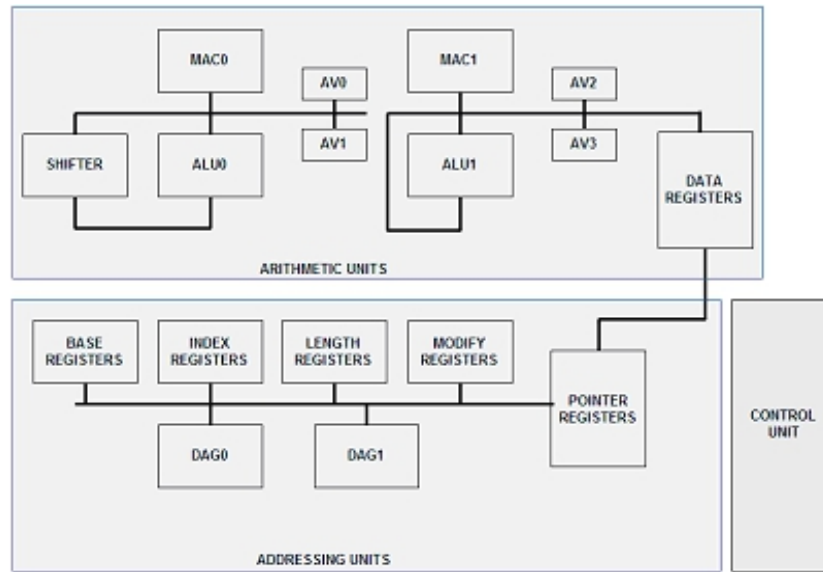 MAC0
MAC1
AV0
AV2
SHIFTER
ALU0
AV1
ALU1
AV3
DATA
REGISTERS
ARITHMETIC UNITS
BASE
REGISTERS
INDEX
REGISTERS
LENGTH
REGISTERS
MODIFY
REGISTERS
POINTER
REGISTERS
CONTROL
UNIT
DAG0
DAG1
ADDRESSING UNITS